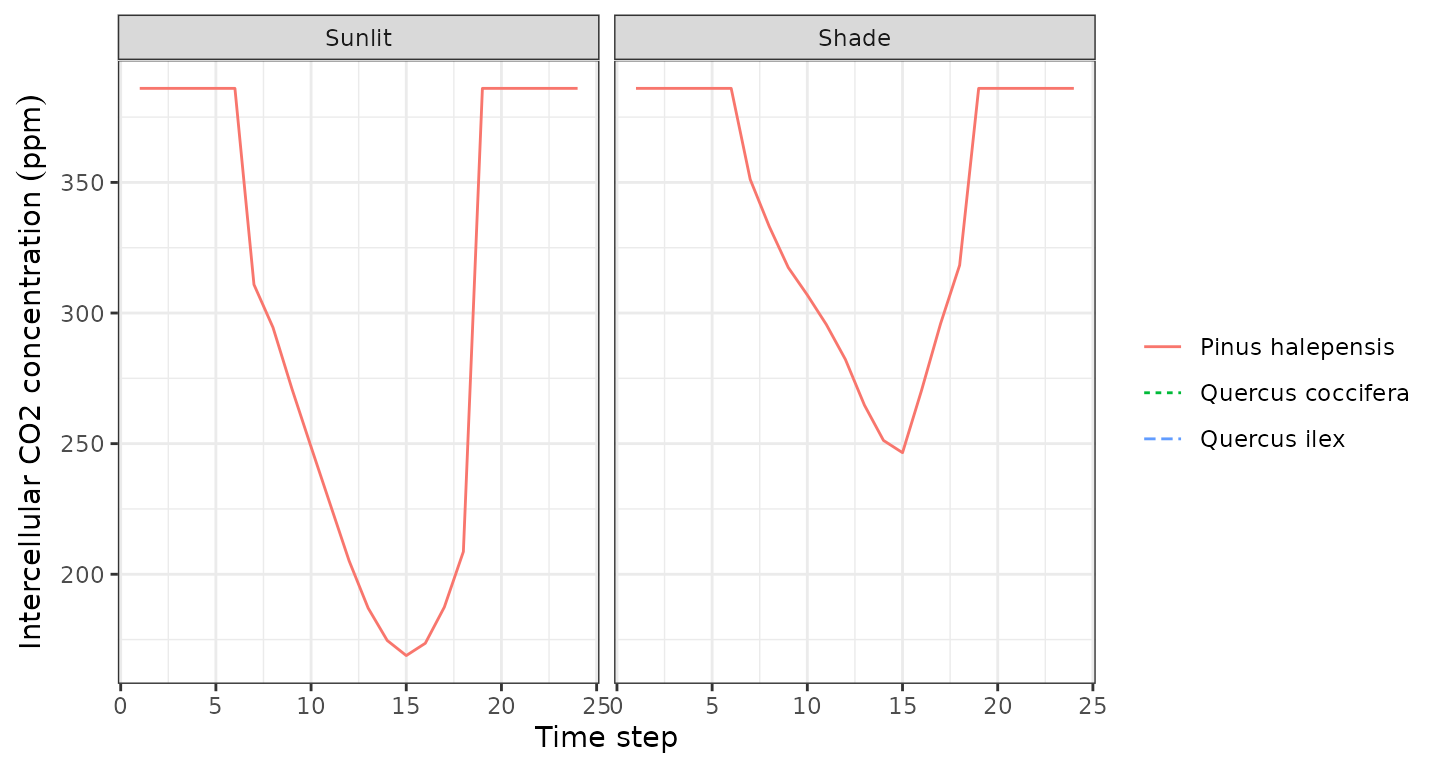 Sunlit
Shade
Intercellular CO2 concentration (ppm)
350
300
250
200
0 5 10 15 20 25
0 5 10 15 20 25
Time step
Pinus halepensis
Quercus coccifera
Quercus ilex